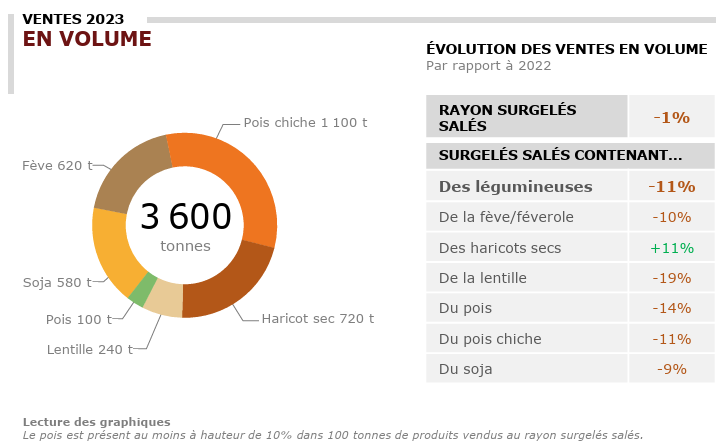 VENTES 2023
EN VOLUME
Pois chiche 1 100 t
Fève 620 t
3 600
tonnes
Soja 580 t
Pois 100 t
Lentille 240 t
Haricot sec 720 t
ÉVOLUTION DES VENTES EN VOLUME
Par rapport à 2022
RAYON SURGELÉS
SALÉS
-1%
SURGELÉS SALÉS CONTENANT...
Des légumineuses -11%
De la fève/féverole -10%
Des haricots secs +11%
De la lentille -19%
Du pois -14%
Du pois chiche -11%
Du soja -9%
Lecture des graphiques
Le pois est présent au moins à hauteur de 10% dans 100 tonnes de produits vendus au rayon surgelés salés.